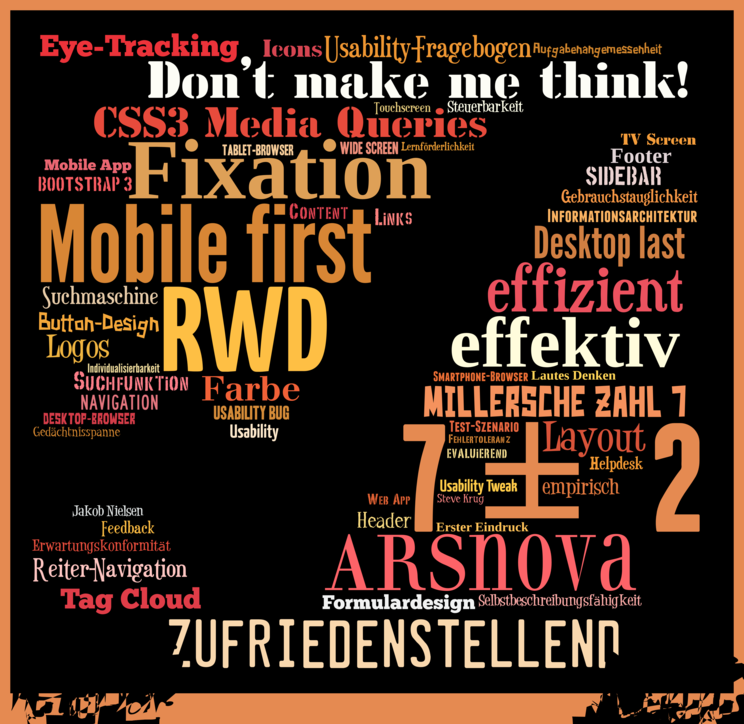 Eye-Tracking Icons Usability-Fragebogen Aufgabenangemessenheit
Don't make me think!
Touchscreen Steuerbarkeit
CSS3 Media Queries
TABLET-BROWSER WIDE SCREEN Lernförderlichkeit
TV Screen
Footer
Mobile App
Fixation
SIDEBAR
BOOTSTRAP 3
Gebrauchstauglichkeit
CONTENT LINKS
INFORMATIONSARCHITEKTUR
Mobile first
Desktop last
Suchmaschine
effizient
RWD
Button-Design
Logos
effektiv
Individualisierbarkeit
SMARTPHONE-BROWSER Lautes Denken
SUCHFUNKTION
Farbe
NAVIGATION
MILLERSCHE ZAHL 7
USABILITY BUG
DESKTOP-BROWSER
Gedächtnisspanne
Usability
TEST-SZENARIO
FEHLERTOLERANZ
Layout
EVALUIEREND
7 ± 2
Helpdesk
Usability Tweak
empirisch
WEB APP
Steve Krug
Jakob Nielsen
Header
Feedback
Erster Eindruck
Erwartungskonformität
ARSnova
Reiter-Navigation
Tag Cloud
Formulardesign Selbstbeschreibungsfähigkeit
ZUFRIEDENSTELLEND